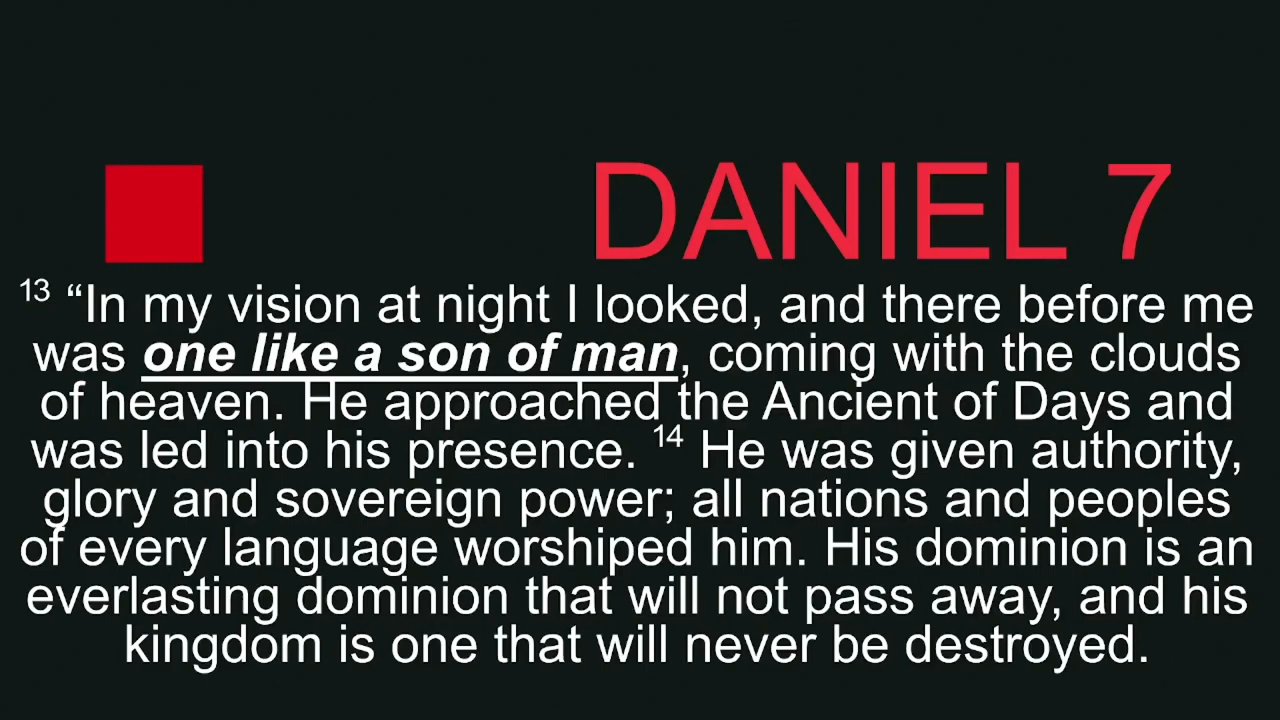 DANIEL 7
13 “In my vision at night I looked, and there before me
was one like a son of man, coming with the clouds
of heaven. He approached the Ancient of Days and
was led into his presence. 14 He was given authority,
glory and sovereign power; all nations and peoples
of every language worshiped him. His dominion is an
everlasting dominion that will not pass away, and his
kingdom is one that will never be destroyed.